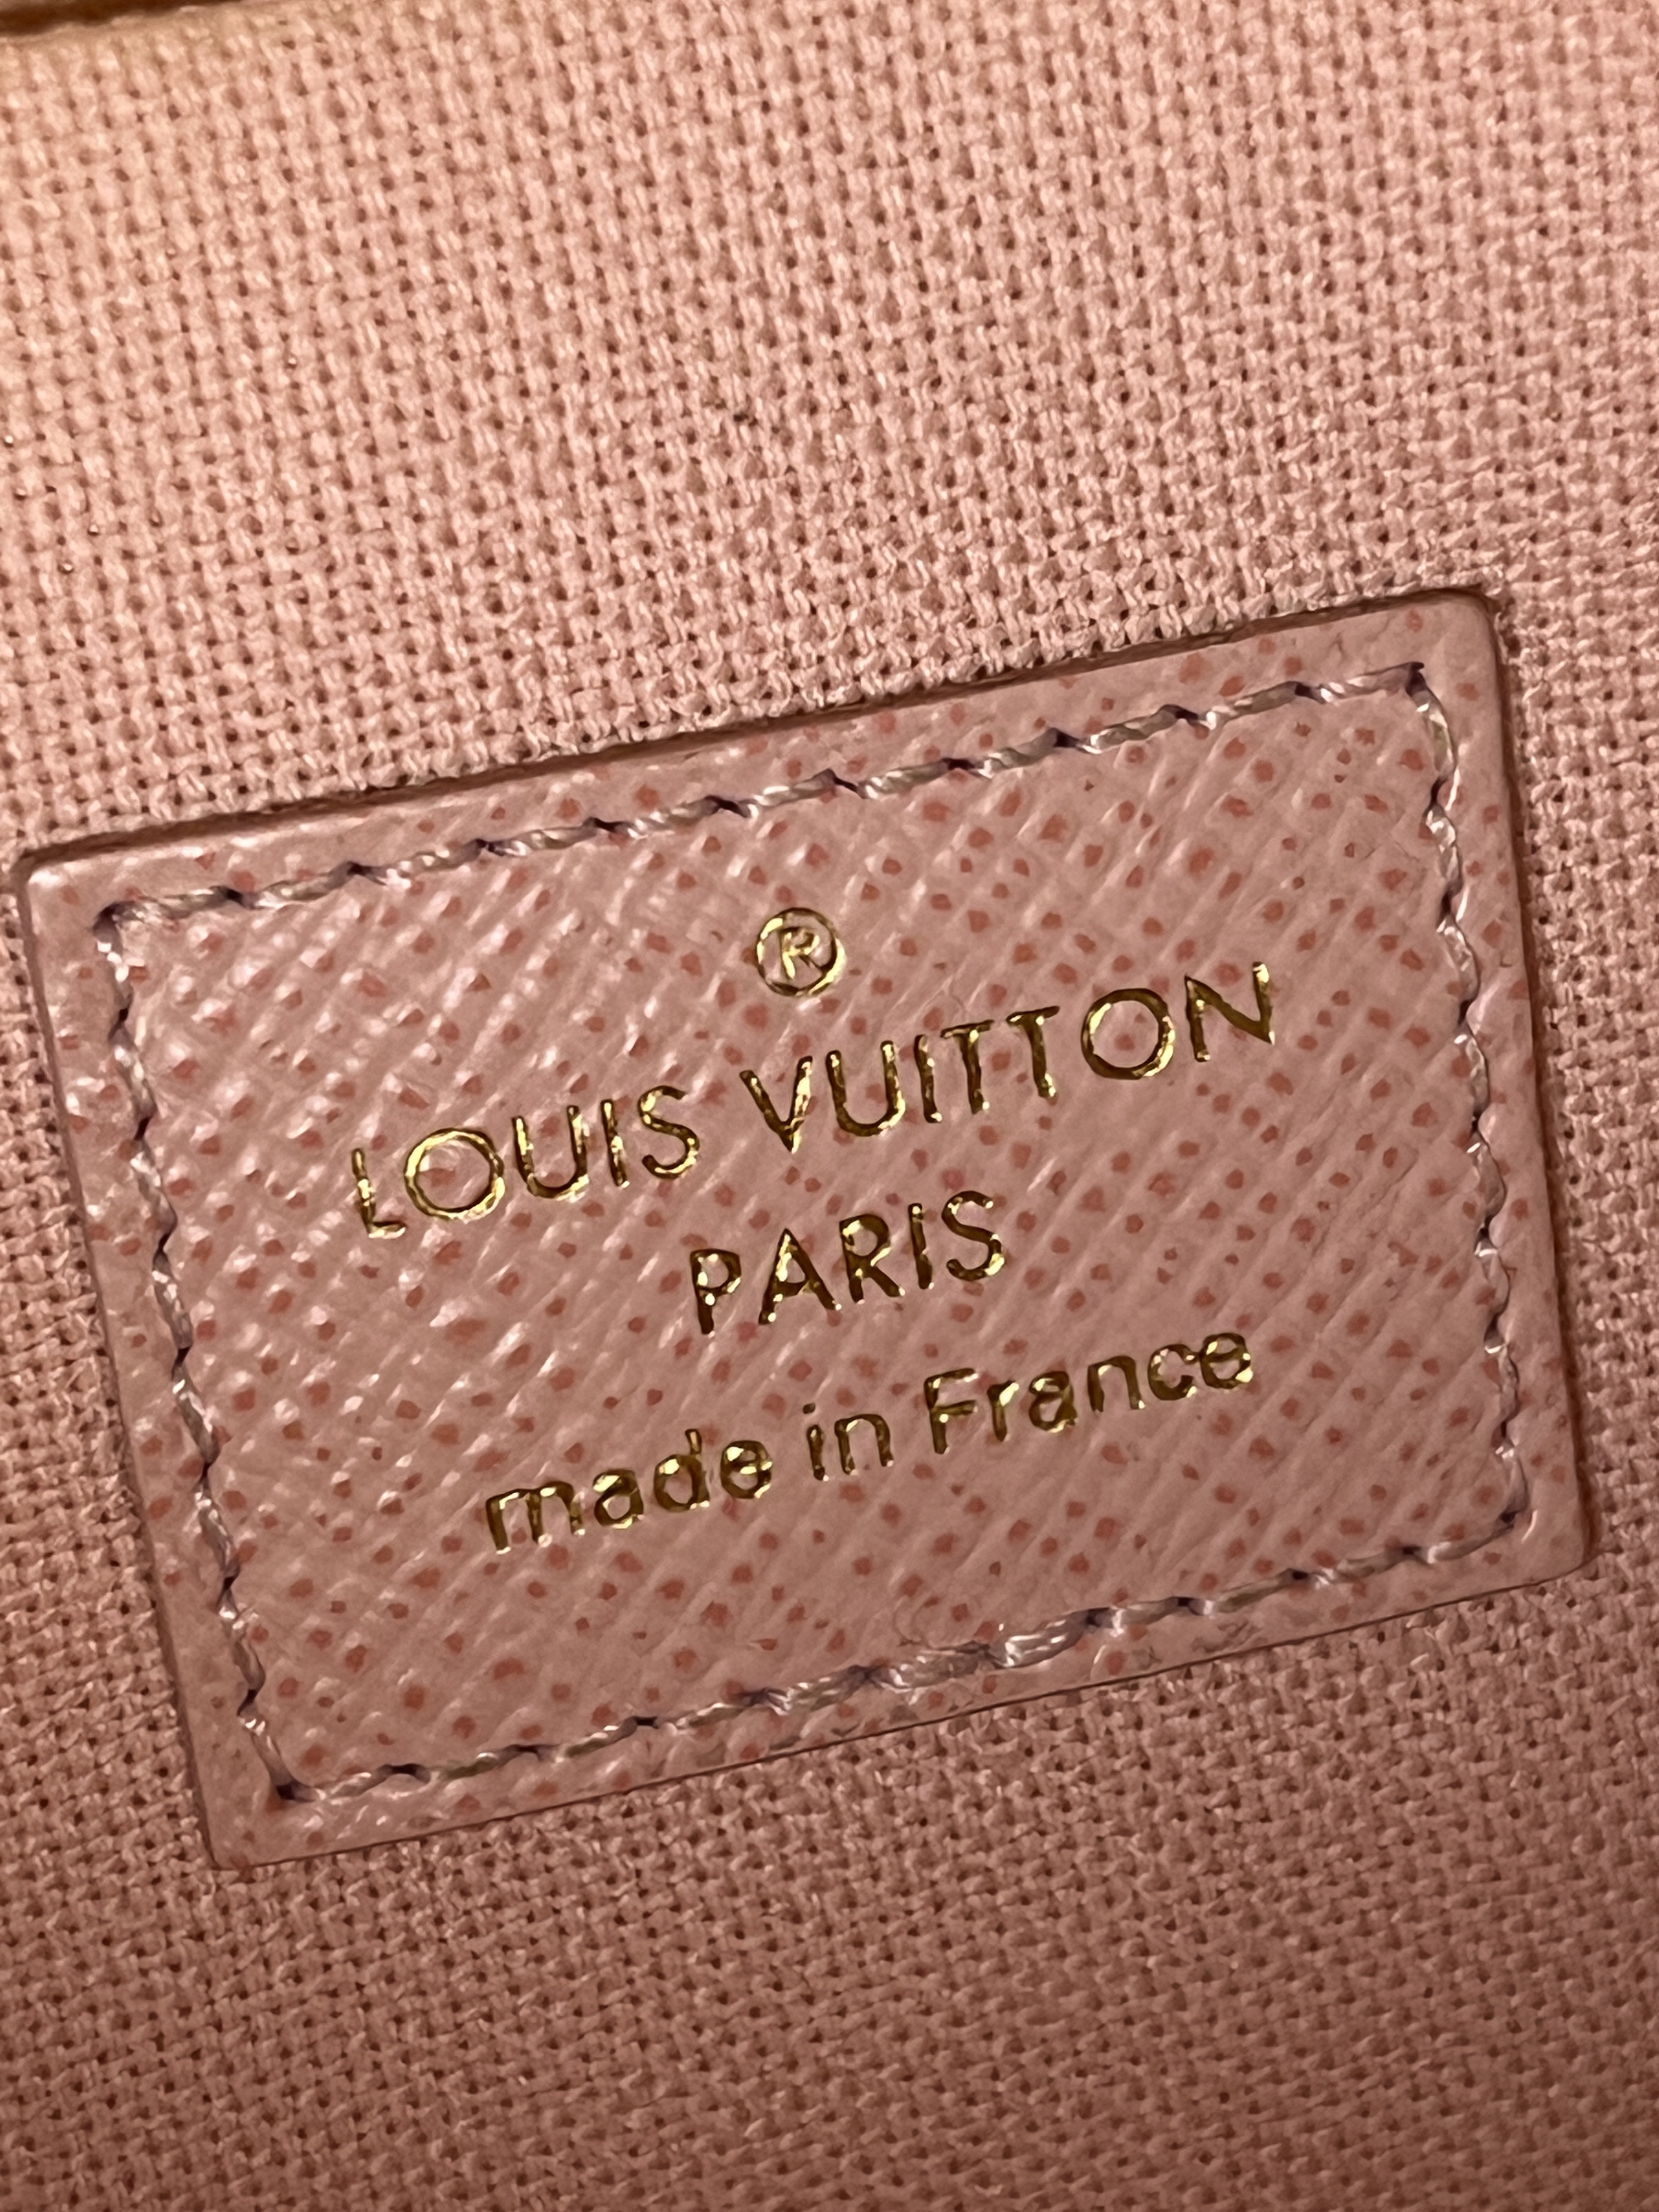 ®
LOUIS VUITTON
PARIS
made in France